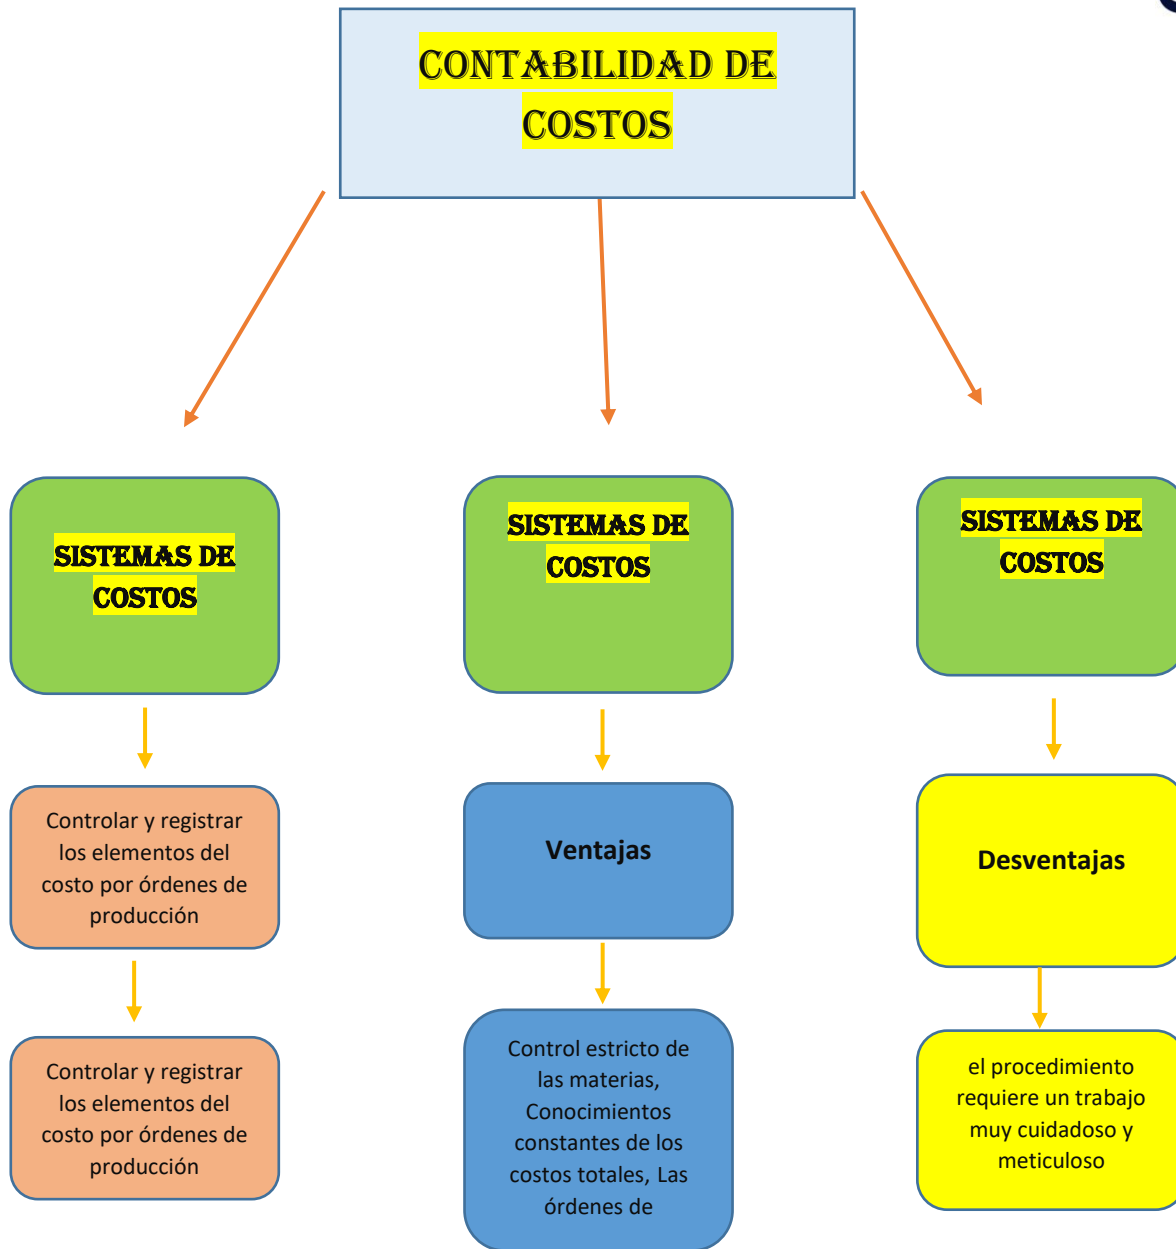 CONTABILIDAD DE
COSTOS
SISTEMAS DE
COSTOS
SISTEMAS DE
COSTOS
SISTEMAS DE
COSTOS
Controlar y registrar
los elementos del
costo por órdenes de
producción
Ventajas
Desventajas
Controlar y registrar
los elementos del
costo por órdenes de
producción
Control estricto de
las materias,
Conocimientos
constantes de los
costos totales, Las
órdenes de
el procedimiento
requiere un trabajo
muy cuidadoso y
meticuloso